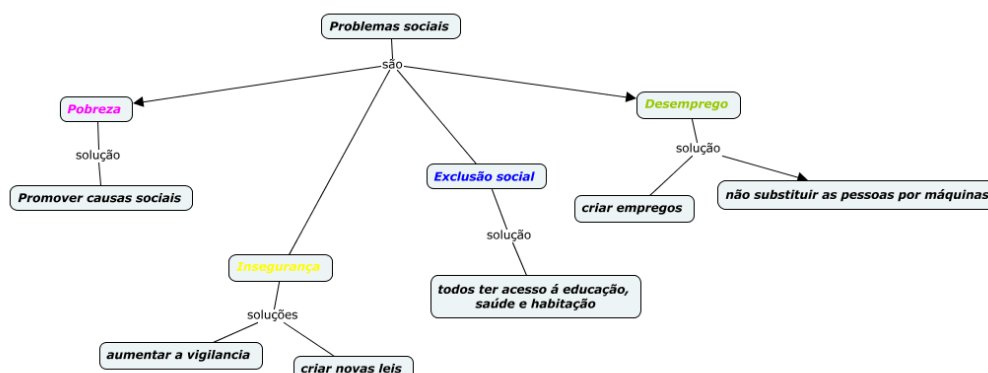 Problemas sociais
são
Pobreza
Desemprego
solução
solução
Exclusão social
Promover causas sociais
não substituir as pessoas por máquinas
criar empregos
solução
Insegurança
todos ter acesso á educação,
saúde e habitação
soluções
aumentar a vigilancia
criar novas leis